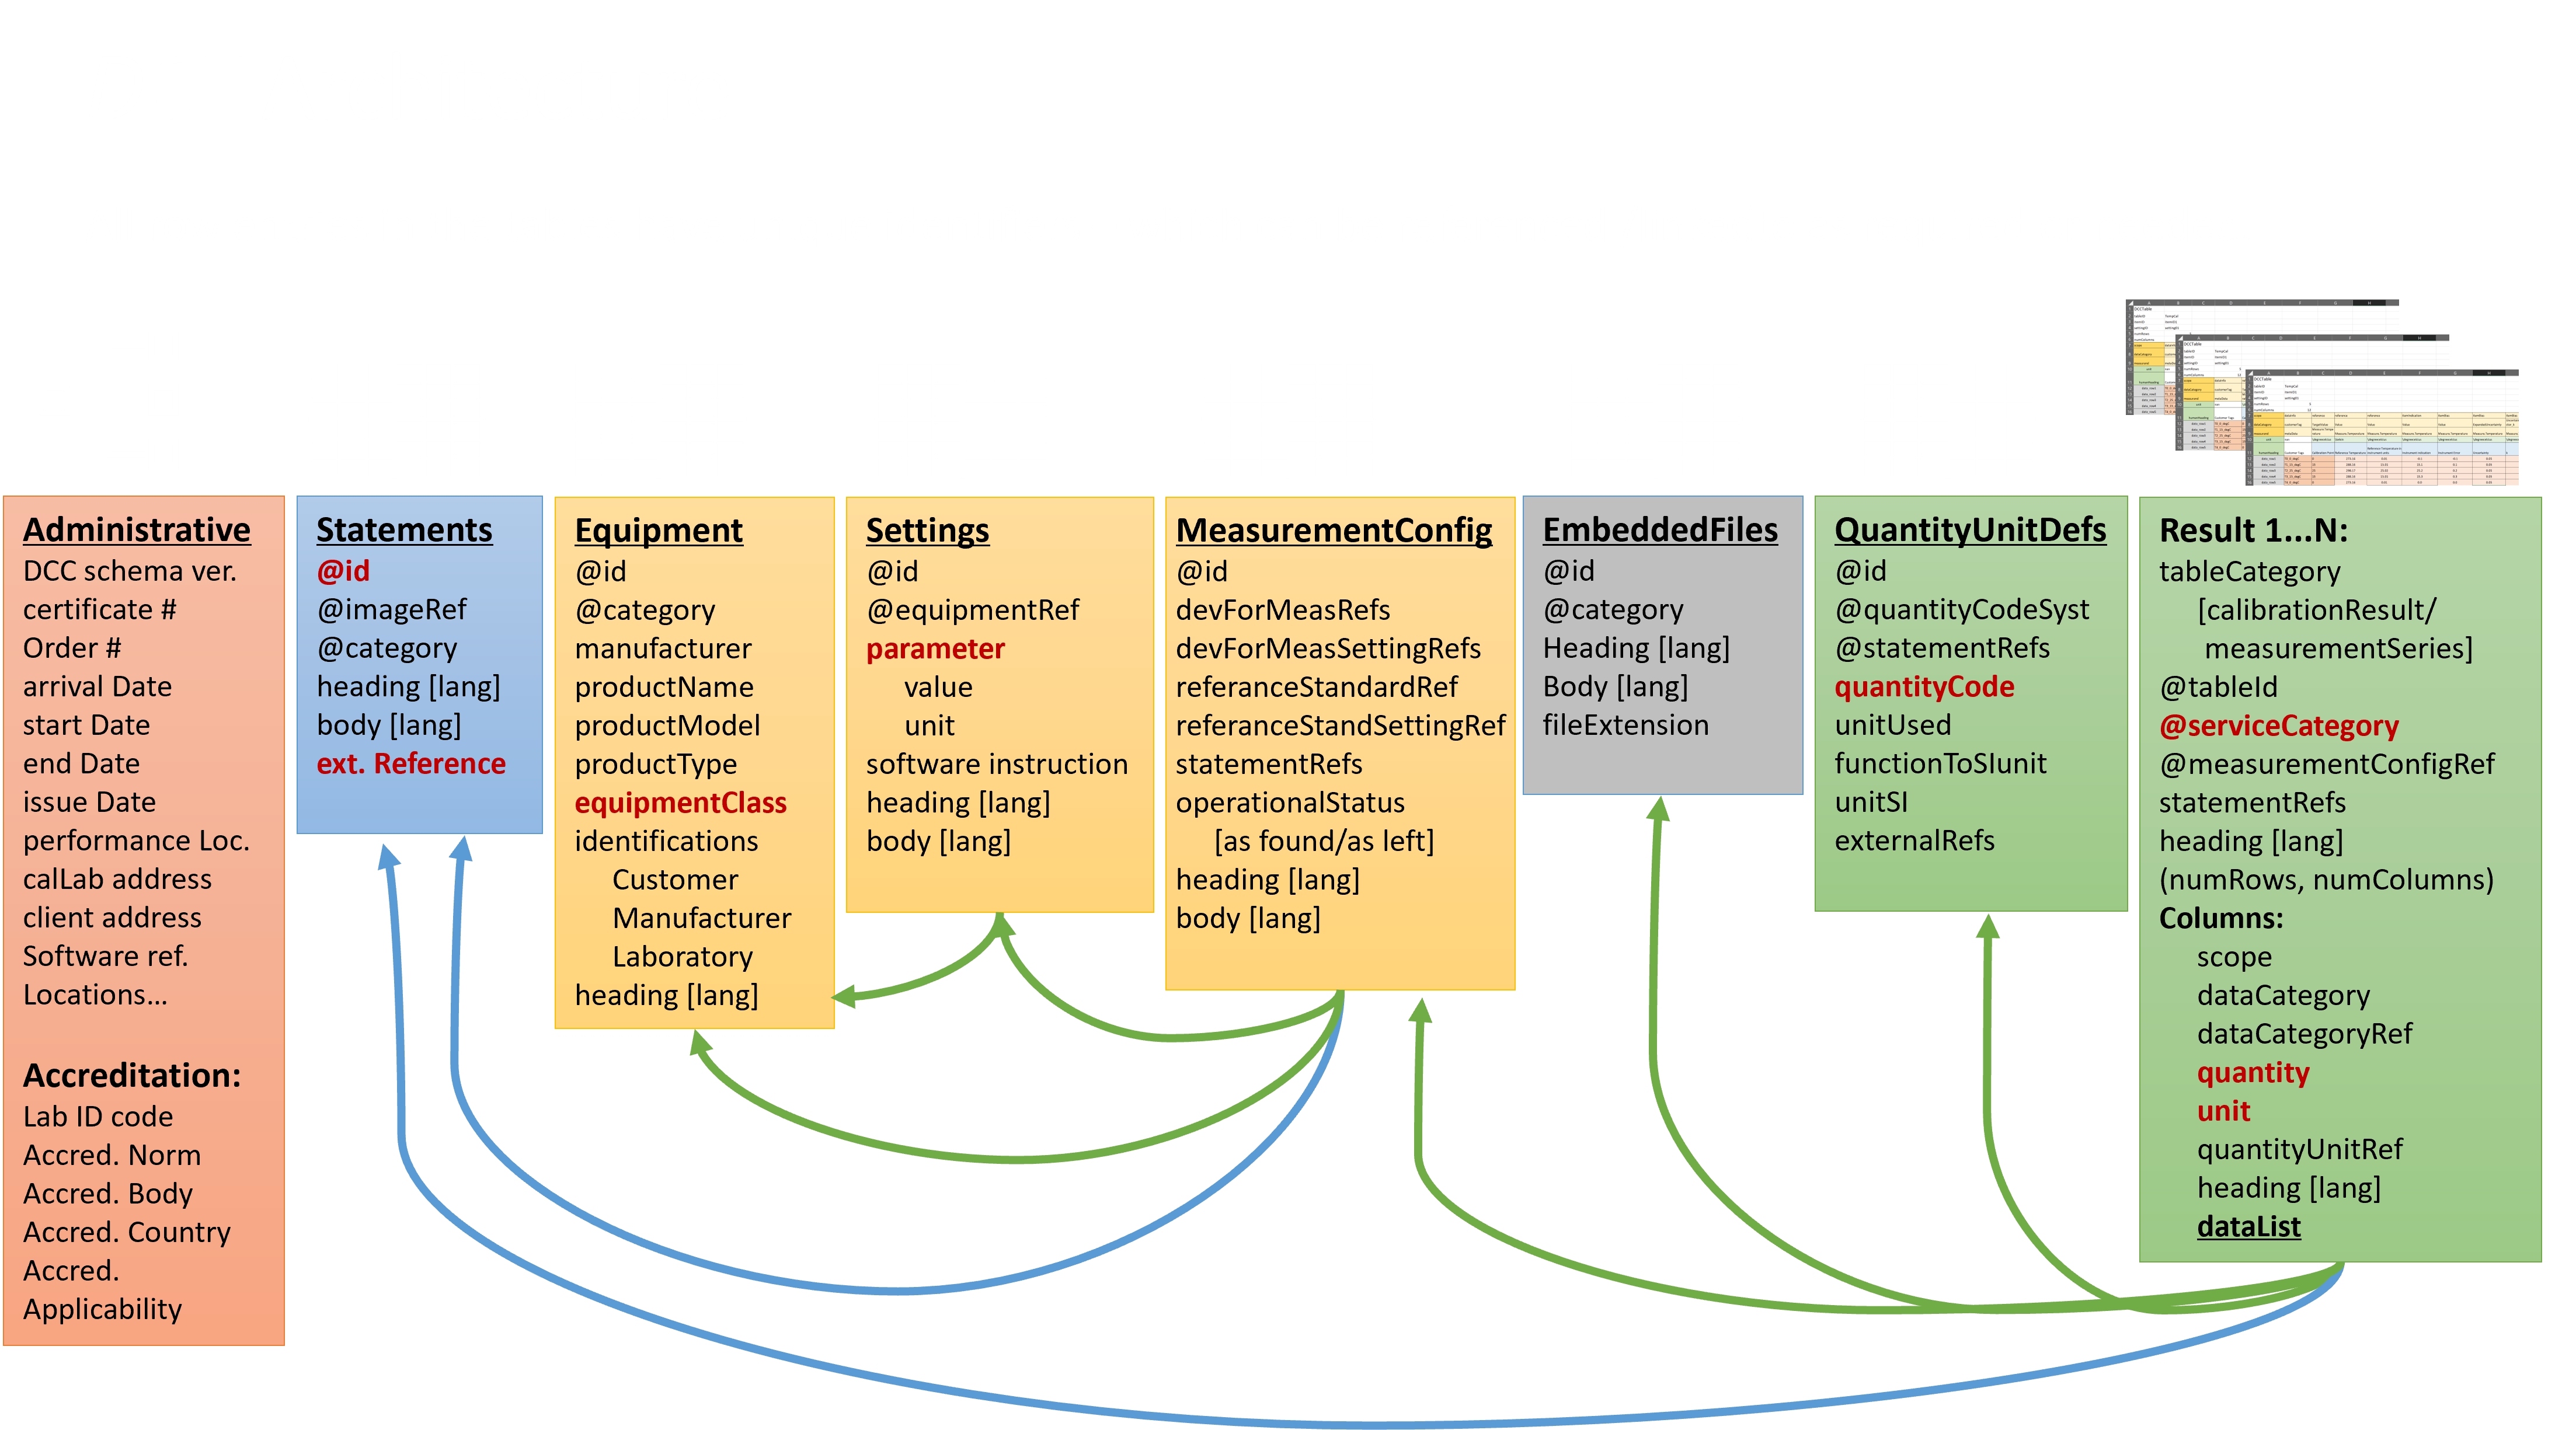 Administrative
DCC schema ver.
certificate #
Order #
arrival Date
start Date
end Date
issue Date
performance Loc.
calLab address
client address
Software ref.
Locations...
Accreditation:
Lab ID code
Accred. Norm
Accred. Body
Accred. Country
Accred.
Applicability
Statements
@id
@imageRef
@category
heading [lang]
body [lang]
ext. Reference
Equipment
@id
@category
manufacturer
productName
productModel
productType
equipmentClass
identifications
Customer
Manufacturer
Laboratory
heading [lang]
Settings
@id
@equipmentRef
parameter
value
unit
software instruction
heading [lang]
body [lang]
MeasurementConfig
@id
devForMeasRefs
devForMeasSettingRefs
referanceStandardRef
referanceStandSettingRef
statementRefs
operationalStatus
[as found/as left]
heading [lang]
body [lang]
EmbeddedFiles
@id
@category
Heading [lang]
Body [lang]
fileExtension
QuantityUnitDefs
@id
@quantityCodeSyst
@statementRefs
quantityCode
unitUsed
functionToSIunit
unitSI
externalRefs
Result 1...N:
tableCategory
[calibrationResult/
measurementSeries]
@tableId
@serviceCategory
@measurementConfigRef
statementRefs
heading [lang]
(numRows, numColumns)
Columns:
scope
dataCategory
dataCategoryRef
quantity
unit
quantityUnitRef
heading [lang]
dataList